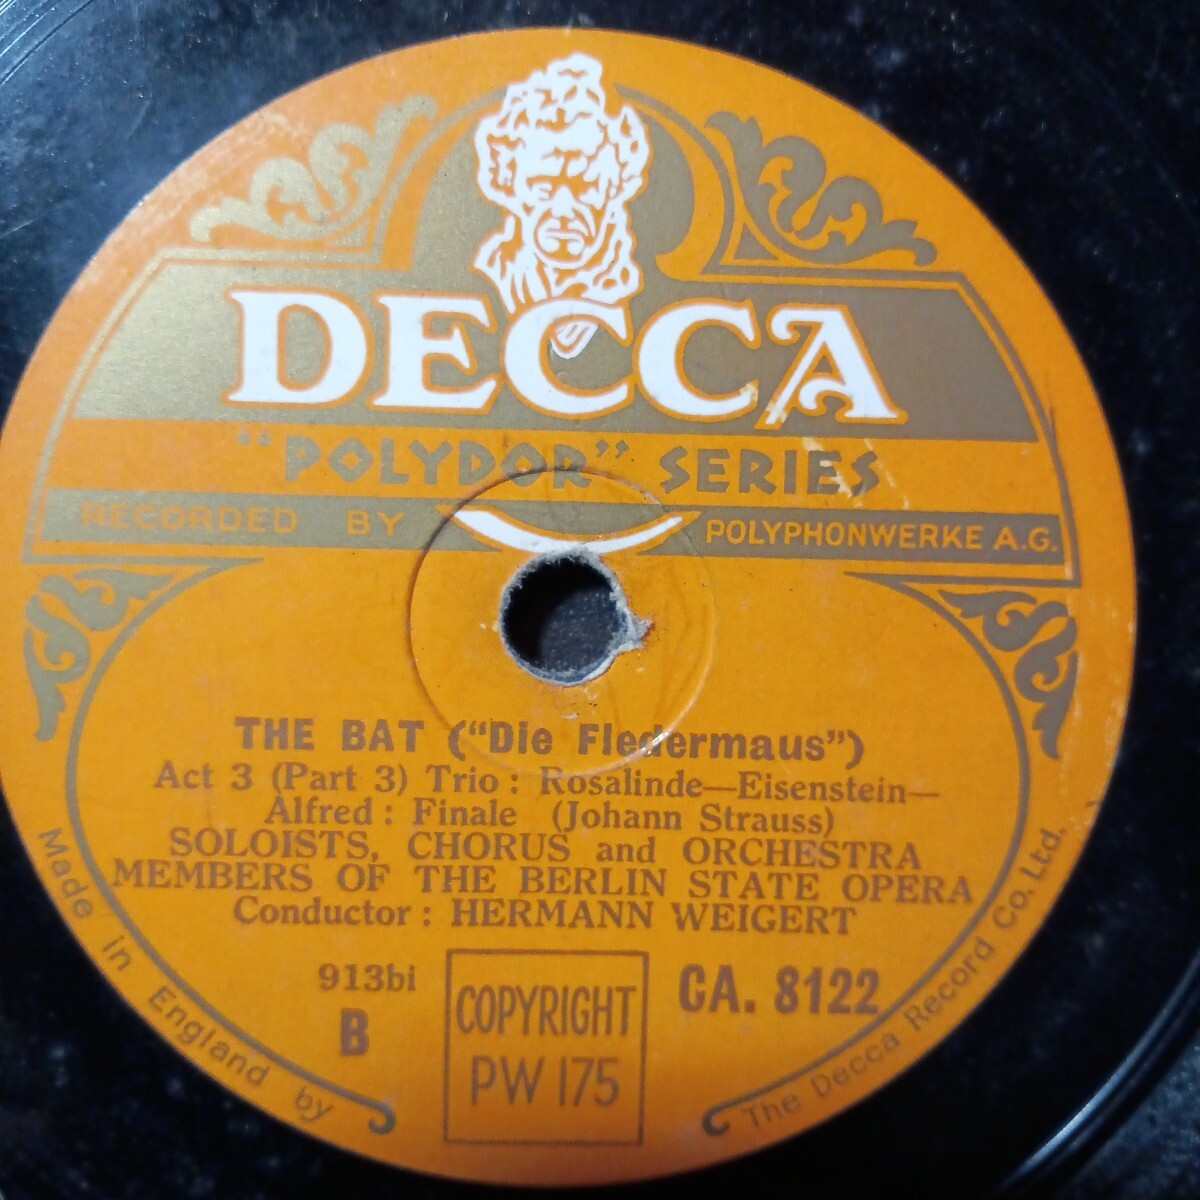 DECCA
"POLYDOR" SERIES
RECORDED BY POLYPHONWERKE A.G.
THE BAT ("Die Fledermaus")
Act 3 (Part 3) Trio: Rosalinde—Eisenstein—
Alfred: Finale (Johann Strauss)
SOLOISTS, CHORUS and ORCHESTRA
MEMBERS OF THE BERLIN STATE OPERA
Conductor: HERMANN WEIGERT
913bi
B
COPYRIGHT
PW 175
CA. 8122
Made in England by
The Decca Record Co. Ltd.